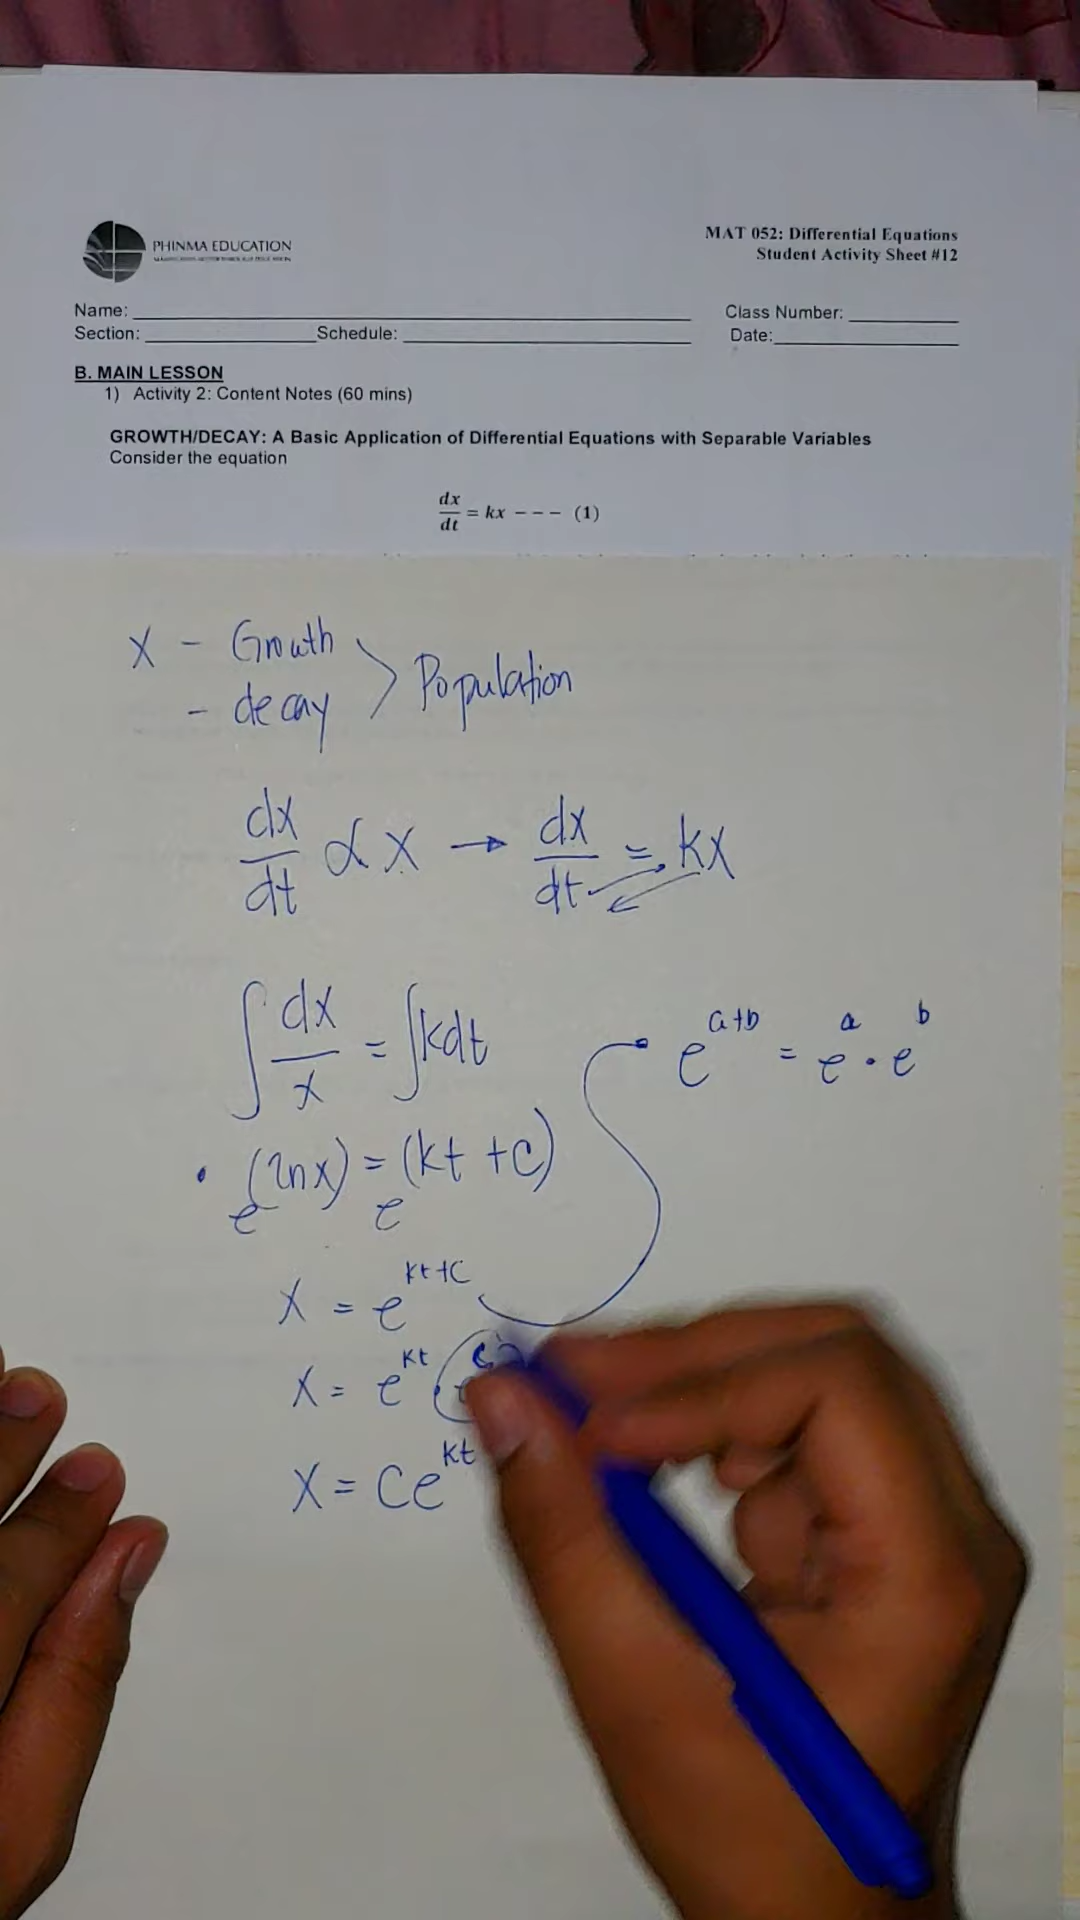 PHINMA EDUCATION
MAT 052: Differential Equations
Student Activity Sheet #12
Name:
Class Number:
Section: Schedule:
Date:
B. MAIN LESSON
1) Activity 2: Content Notes (60 mins)
GROWTH/DECAY: A Basic Application of Differential Equations with Separable Variables
Consider the equation
dx/dt = kx --- (1)
X - Growth
- decay > Population
dx/dt ∝ x → dx/dt = kx
∫ dx/x = ∫ kdt
e^(a+b) = e^a · e^b
• e^(lnx) = e^(kt + c)
X = e^(kt+c)
X = e^kt
X = Ce^kt